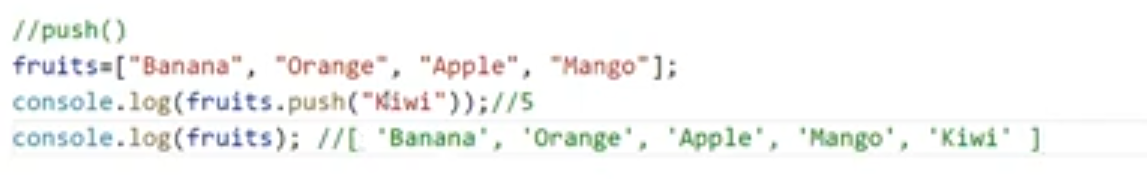 //push()
fruits=["Banana", "Orange", "Apple", "Mango"];
console.log(fruits.push("Kiwi"));//5
console.log(fruits); //[ 'Banana', 'Orange', 'Apple', 'Mango', 'Kiwi' ]